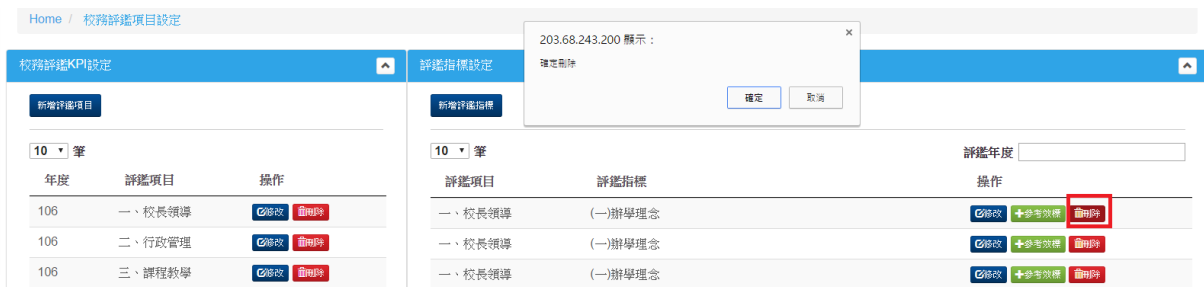 Home / 校務評鑑項目設定
203.68.243.200 顯示：
×
確定刪除
確定 取消
校務評鑑KPI設定
新增評鑑項目
10 筆
年度 評鑑項目 操作
106 一、校長領導 修改 刪除
106 二、行政管理 修改 刪除
106 三、課程教學 修改 刪除
評鑑指標設定
新增評鑑指標
10 筆
評鑑年度
評鑑項目 評鑑指標 操作
一、校長領導 (一)辦學理念 修改 +參考效標 刪除
一、校長領導 (一)辦學理念 修改 +參考效標 刪除
一、校長領導 (一)辦學理念 修改 +參考效標 刪除